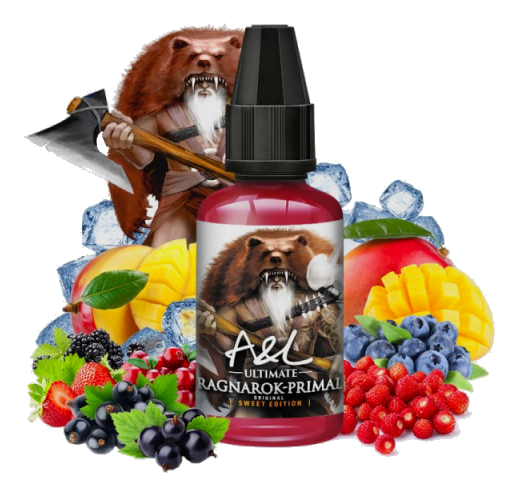 A&L
ULTIMATE
RAGNAROK-PRIMAL
ORIGINAL
SWEET EDITION